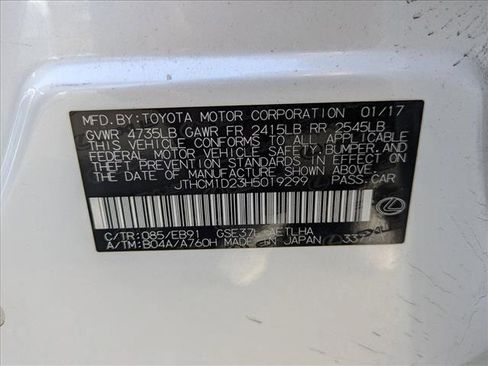 MFD.BY:TOYOTA MOTOR CORPORATION 01/17
GVWR 4735LB GAWR FR 2415LB RR 2545LB
THIS VEHICLE CONFORMS TO ALL APPLICABLE
FEDERAL MOTOR VEHICLE SAFETY,BUMPER,AND
THEFT PREVENTION STANDARDS IN EFFECT ON
THE DATE OF MANUFACTURE SHOWN ABOVE.
JTHCM1D23H5019299 PASS.CAR
C/TR:085/EB91 GSE37L-AETLHA
A/TM:B04A/A760H MADE IN JAPAN